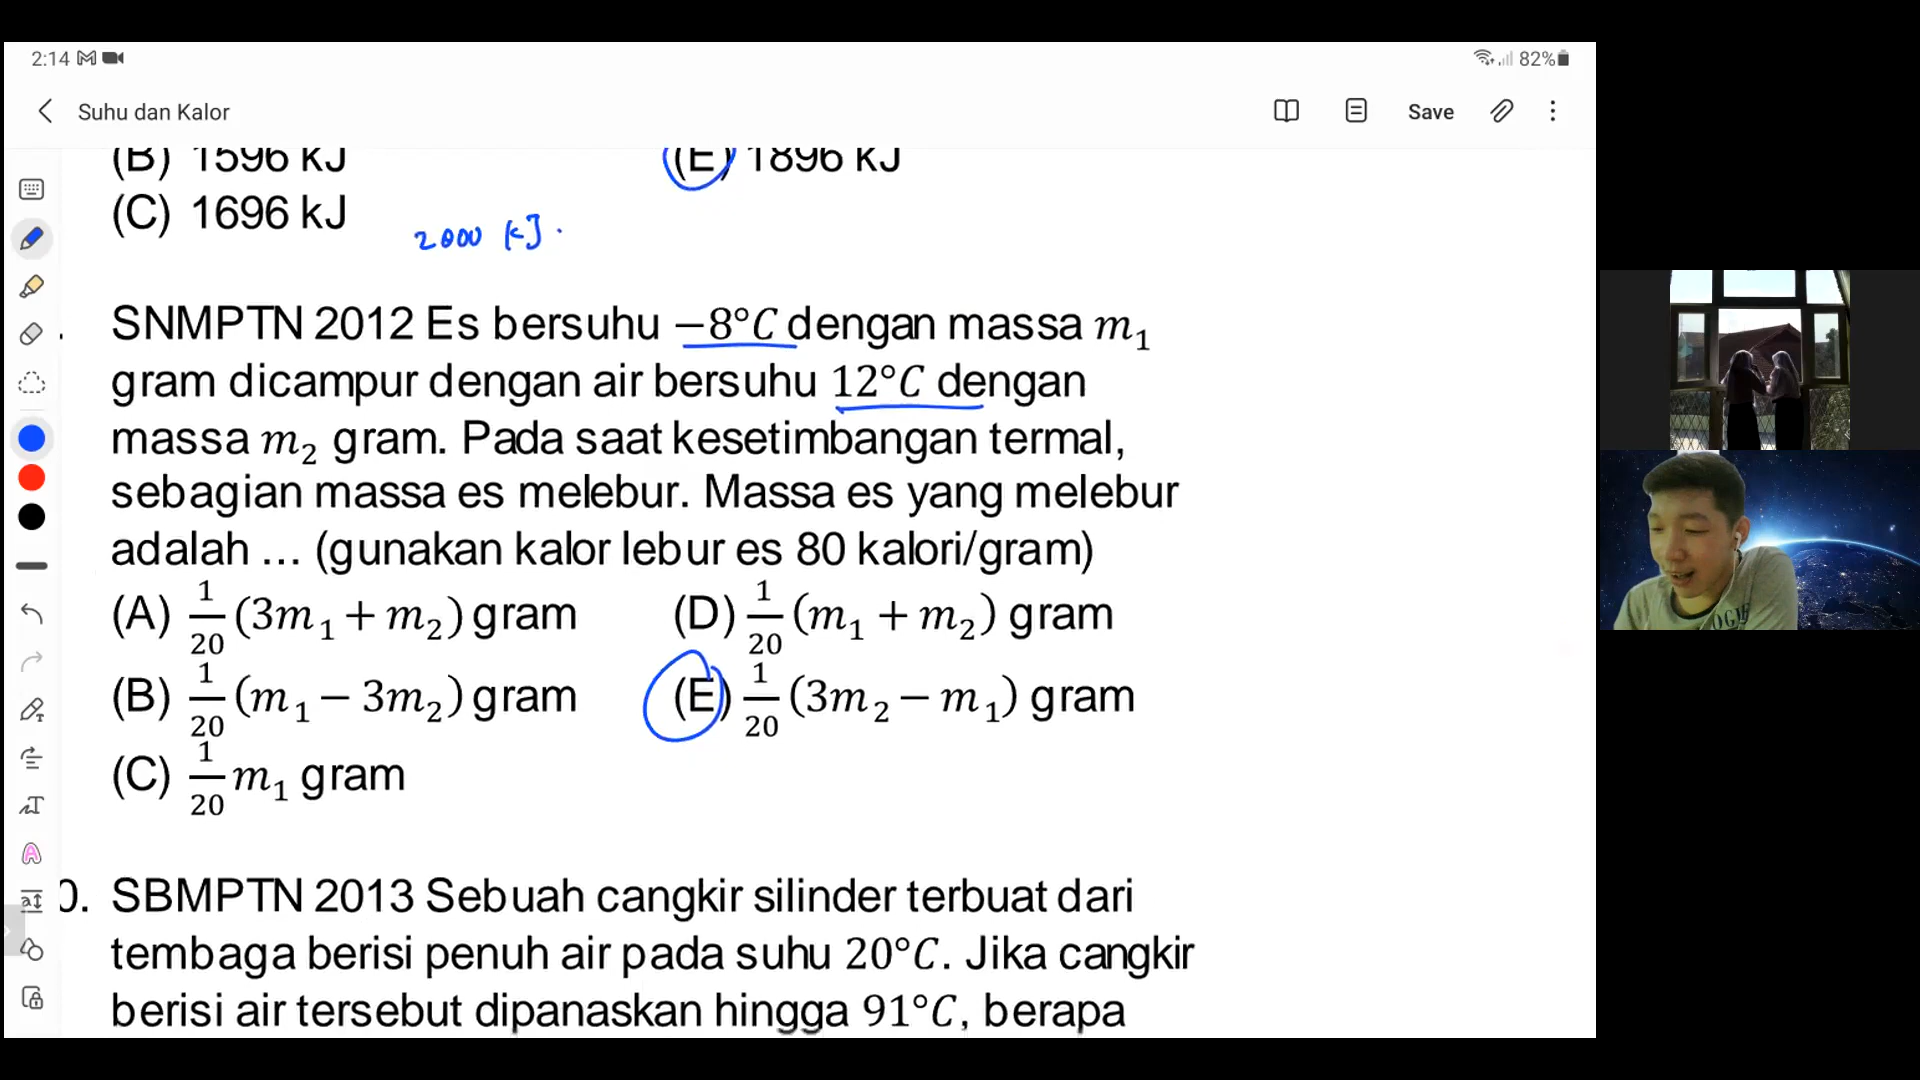 2:14 82%
Suhu dan Kalor Save
(B) 1596 kJ (E) 1896 kJ
(C) 1696 kJ
2000 kJ.
. SNMPTN 2012 Es bersuhu −8°C dengan massa m₁
gram dicampur dengan air bersuhu 12°C dengan
massa m₂ gram. Pada saat kesetimbangan termal,
sebagian massa es melebur. Massa es yang melebur
adalah ... (gunakan kalor lebur es 80 kalori/gram)
(A) 1/20 (3m₁ + m₂) gram (D) 1/20 (m₁ + m₂) gram
(B) 1/20 (m₁ − 3m₂) gram (E) 1/20 (3m₂ − m₁) gram
(C) 1/20 m₁ gram
0. SBMPTN 2013 Sebuah cangkir silinder terbuat dari
tembaga berisi penuh air pada suhu 20°C. Jika cangkir
berisi air tersebut dipanaskan hingga 91°C, berapa